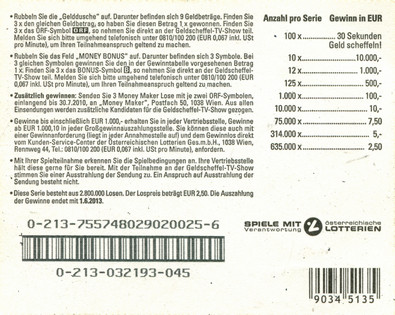 • Rubbeln Sie die „Gelddusche" auf. Darunter befinden sich 9 Geldbeträge. Finden Sie
3 x den gleichen Geldbetrag, so haben Sie diesen Betrag 1 x gewonnen. Finden Sie
3 x das ORF-Symbol ORF, so nehmen Sie direkt an der Geldscheffel-TV-Show teil.
Melden Sie sich bitte umgehend telefonisch unter 0810/100 200 (EUR 0,067 inkl. USt
pro Minute), um Ihren Teilnahmeanspruch geltend zu machen.
• Rubbeln Sie das Feld „MONEY BONUS" auf. Darunter befinden sich 3 Symbole. Bei
3 gleichen Symbolen gewinnen Sie den in der Gewinntabelle vorgesehenen Betrag
1 x. Finden Sie 3 x das BONUS-Symbol, so nehmen Sie direkt an der Geldscheffel-TV-
Show teil. Melden Sie sich bitte umgehend telefonisch unter 0810/100 200 (EUR 0,067
inkl. USt pro Minute), um Ihren Teilnahmeanspruch geltend zu machen.
• Zusätzlich gewinnen: Senden Sie 3 Money Maker Lose mit je zwei ORF-Symbolen,
einlangend bis 30.7.2010, an „Money Maker", Postfach 50, 1038 Wien. Aus allen
Einsendungen werden zusätzliche Kandidaten für die Geldscheffel-TV-Show gezogen.
• Gewinne bis einschließlich EUR 1.000,- erhalten Sie in jeder Vertriebsstelle, Gewinne
ab EUR 1.000,10 in jeder Großgewinnauszahlungsstelle. Sie können diese auch mit
einer Gewinnanforderung (liegt in jeder Annahmestelle auf) und dem Gewinnlos direkt
vom Kunden-Service-Center der Österreichischen Lotterien Ges.m.b.H., 1038 Wien,
Rennweg 44, Tel.: 0810/100 200 (EUR 0,067 inkl. USt pro Minute), anfordern.
• Mit Ihrer Spielteilnahme erkennen Sie die Spielbedingungen an. Ihre Vertriebsstelle
hält diese gerne für Sie bereit. Mit der Teilnahme an der Geldscheffel-TV-Show
stimmen Sie einer Ausstrahlung der Sendung zu. Ein Anspruch auf Ausstrahlung der
Sendung besteht nicht.
• Diese Serie besteht aus 2.800.000 Losen. Der Lospreis beträgt EUR 2,50. Die Auszahlung
der Gewinne endet mit 1.6.2013.
Anzahl pro Serie Gewinn in EUR
100 x 30 Sekunden
Geld scheffeln!
10 x 10.000,-
12 x 1.000,-
125 x 500,-
1.000 x 100,-
10.000 x 10,-
75.000 x 7,50
314.000 x 5,-
635.000 x 2,50
0-213-755748029020025-6
0-213-032193-045
SPIELE MIT
Verantwortung
österreichische
LOTTERIEN
9034 5135